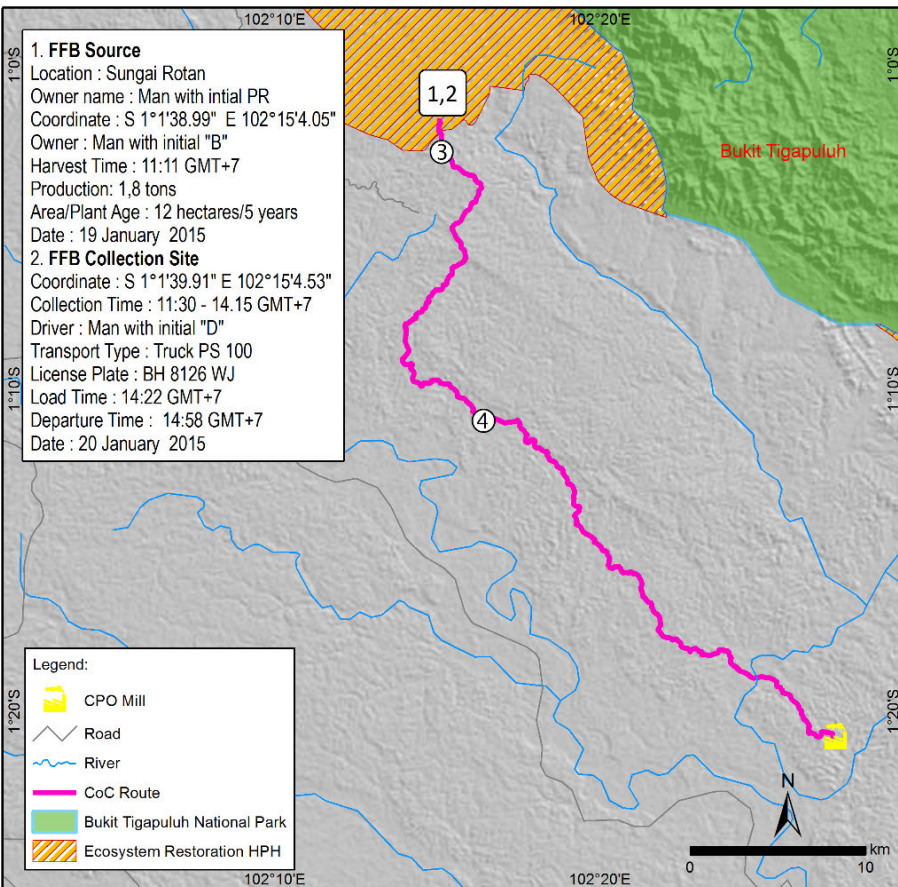 102°10'E
102°20'E
1°0'S
1°0'S
1. FFB Source
Location : Sungai Rotan
Owner name : Man with intial PR
Coordinate : S 1°1'38.99" E 102°15'4.05"
Owner : Man with initial "B"
Harvest Time : 11:11 GMT+7
Production: 1,8 tons
Area/Plant Age : 12 hectares/5 years
Date : 19 January 2015
2. FFB Collection Site
Coordinate : S 1°1'39.91" E 102°15'4.53"
Collection Time : 11:30 - 14.15 GMT+7
Driver : Man with initial "D"
Transport Type : Truck PS 100
License Plate : BH 8126 WJ
Load Time : 14:22 GMT+7
Departure Time : 14:58 GMT+7
Date : 20 January 2015
1,2
3
Bukit Tigapuluh
1°10'S
1°10'S
4
Legend:
CPO Mill
Road
River
CoC Route
Bukit Tigapuluh National Park
Ecosystem Restoration HPH
1°20'S
1°20'S
N
km
0
10
102°10'E
102°20'E